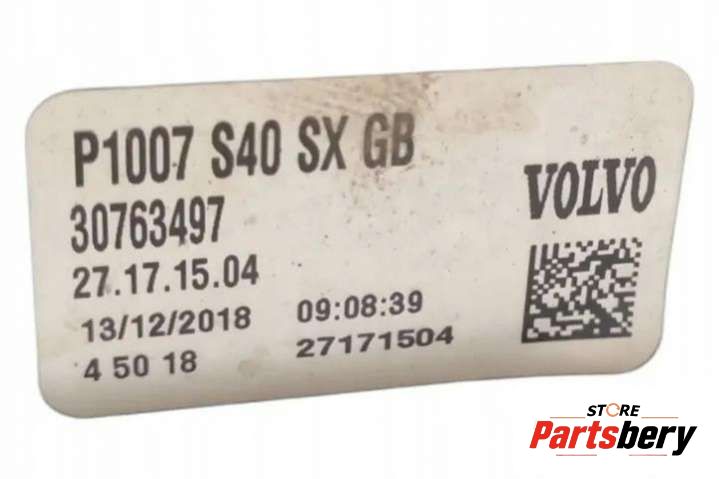 P1007 S40 SX GB
30763497
VOLVO
27.17.15.04
13/12/2018 09:08:39
4 50 18 27171504
STORE
Partsbery